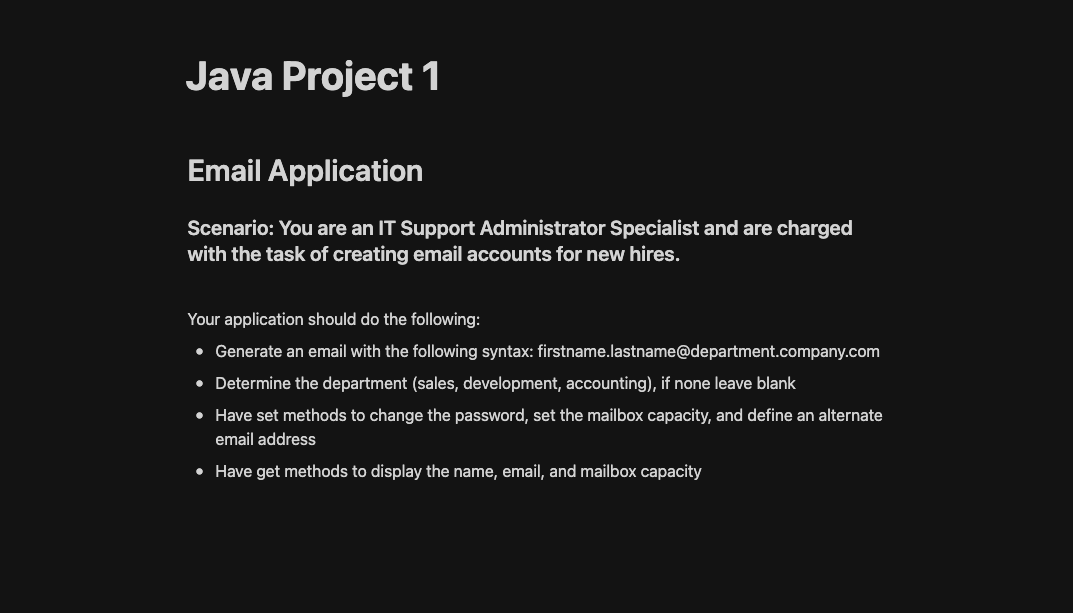 Java Project 1
Email Application
Scenario: You are an IT Support Administrator Specialist and are charged
with the task of creating email accounts for new hires.
Your application should do the following:
• Generate an email with the following syntax: firstname.lastname@department.company.com
• Determine the department (sales, development, accounting), if none leave blank
• Have set methods to change the password, set the mailbox capacity, and define an alternate
email address
• Have get methods to display the name, email, and mailbox capacity